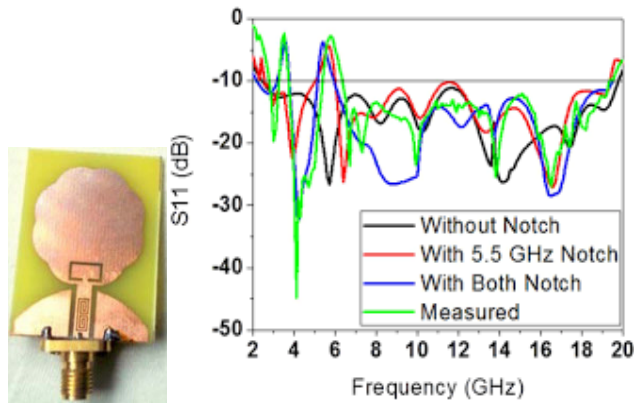 0
-10
-20
-30
-40
-50
S11 (dB)
Without Notch
With 5.5 GHz Notch
With Both Notch
Measured
2 4 6 8 10 12 14 16 18 20
Frequency (GHz)